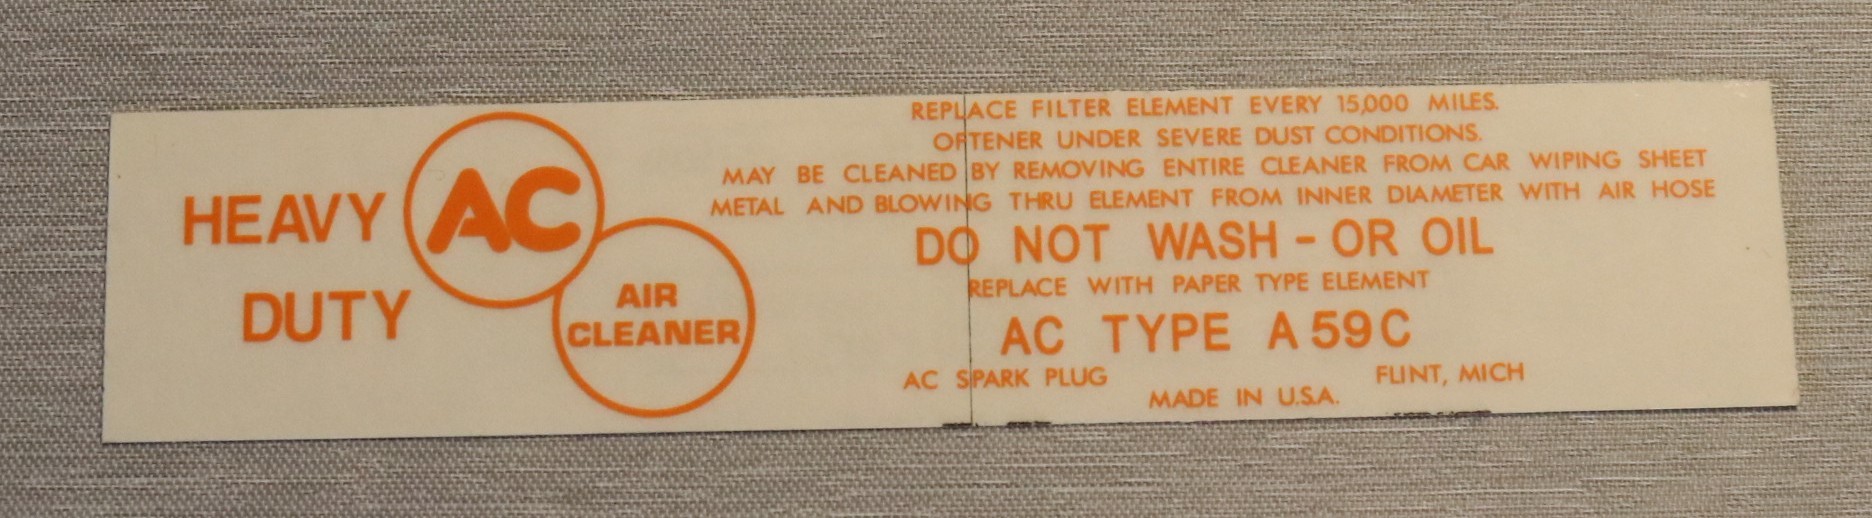 HEAVY
DUTY
AC
AIR
CLEANER
REPLACE FILTER ELEMENT EVERY 15,000 MILES.
OFTENER UNDER SEVERE DUST CONDITIONS.
MAY BE CLEANED BY REMOVING ENTIRE CLEANER FROM CAR WIPING SHEET
METAL AND BLOWING THRU ELEMENT FROM INNER DIAMETER WITH AIR HOSE
DO NOT WASH - OR OIL
REPLACE WITH PAPER TYPE ELEMENT
AC TYPE A59C
AC SPARK PLUG FLINT, MICH
MADE IN U.S.A.